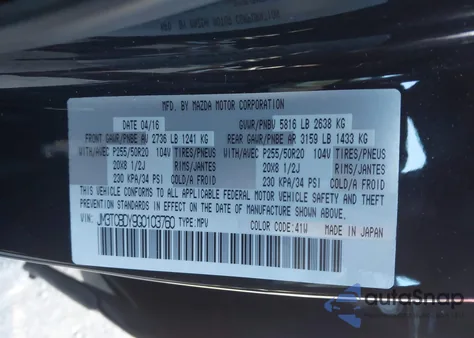 MFD. BY MAZDA MOTOR CORPORATION
DATE 04/16 GVWR/PNBV 5816 LB 2638 KG
FRONT GAWR/PNBE AV 2736 LB 1241 KG REAR GAWR/PNBE AR 3159 LB 1433 KG
WITH/AVEC P255/50R20 104V TIRES/PNEUS WITH/AVEC P255/50R20 104V TIRES/PNEUS
20X8 1/2J RIMS/JANTES 20X8 1/2J RIMS/JANTES
230 KPA/34 PSI COLD/A FROID 230 KPA/34 PSI COLD/A FROID
THIS VEHICLE CONFORMS TO ALL APPLICABLE FEDERAL MOTOR VEHICLE SAFETY, BUMPER, AND THEFT
PREVENTION STANDARDS IN EFFECT ON THE DATE OF MANUFACTURE SHOWN ABOVE.
VIN: JM3TCBDY9G0103760 TYPE:MPV COLOR CODE: 41W MADE IN JAPAN
autoSnap